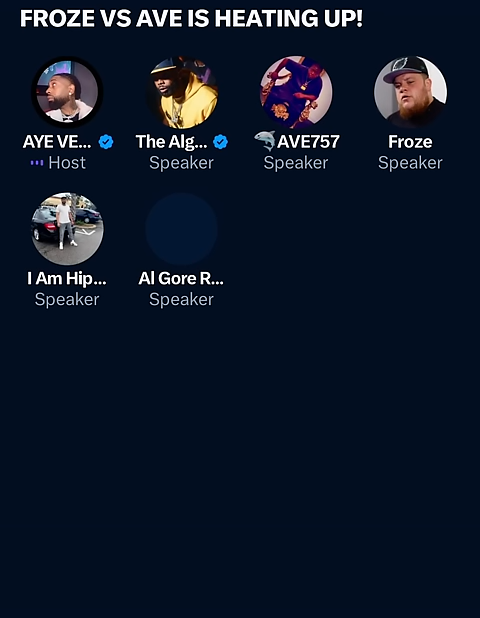 FROZE VS AVE IS HEATING UP!
AYE VE... The Alg... 🐬AVE757 Froze
Host Speaker Speaker Speaker
I Am Hip... Al Gore R...
Speaker Speaker